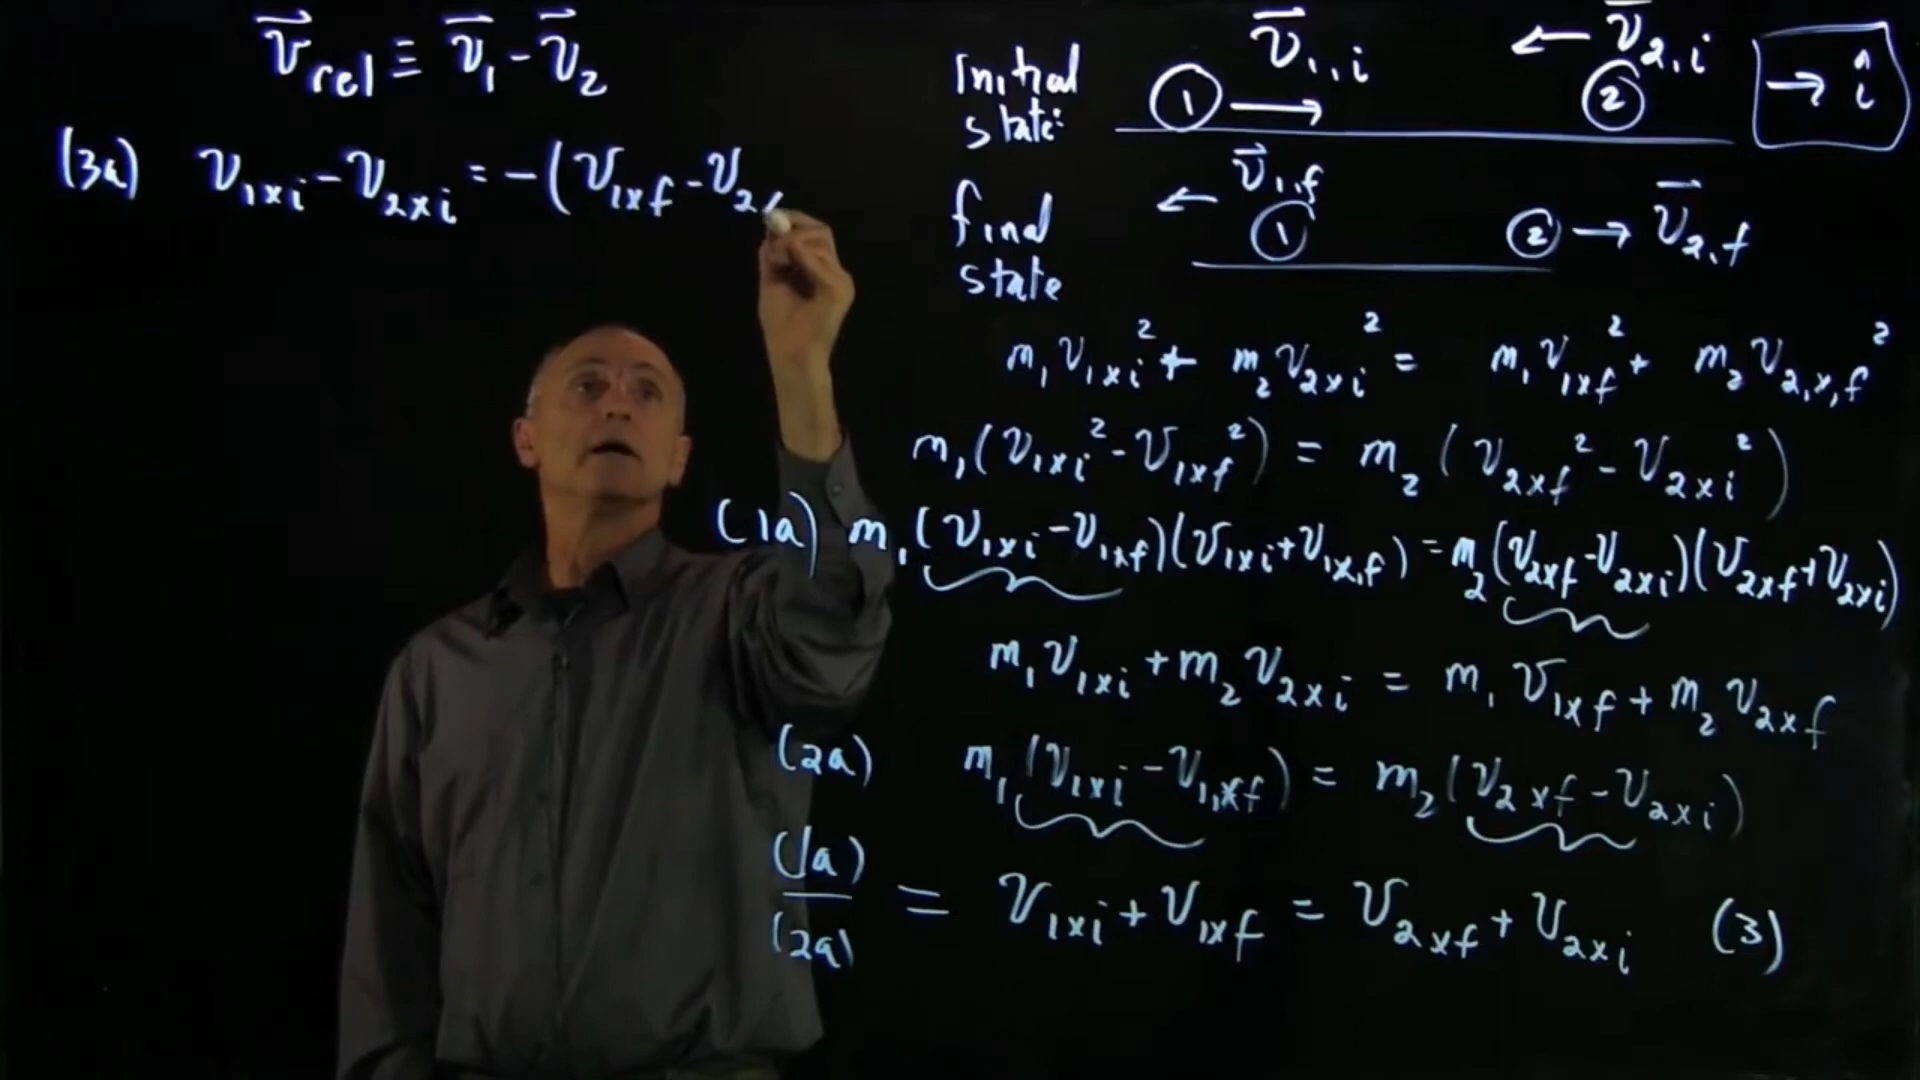 v⃗ rel ≡ v⃗₁ - v⃗₂
(3a) v₁ₓᵢ - v₂ₓᵢ = -(v₁ₓf - v₂
Initial state: 1 → v⃗₁,ᵢ ← v⃗₂,ᵢ 2 → î
final state ← v⃗₁,f 1 2 → v⃗₂,f
m₁v₁ₓᵢ² + m₂v₂ₓᵢ² = m₁v₁ₓf² + m₂v₂,ₓ,f²
m₁(v₁ₓᵢ² - v₁ₓf²) = m₂(v₂ₓf² - v₂ₓᵢ²)
(1a) m₁(v₁ₓᵢ - v₁ₓf)(v₁ₓᵢ + v₁ₓ,f) = m₂(v₂ₓf - v₂ₓᵢ)(v₂ₓf + v₂ₓᵢ)
m₁v₁ₓᵢ + m₂v₂ₓᵢ = m₁v₁ₓf + m₂v₂ₓf
(2a) m₁(v₁ₓᵢ - v₁,ₓf) = m₂(v₂ₓf - v₂ₓᵢ)
(1a)/(2a) = v₁ₓᵢ + v₁ₓf = v₂ₓf + v₂ₓᵢ (3)